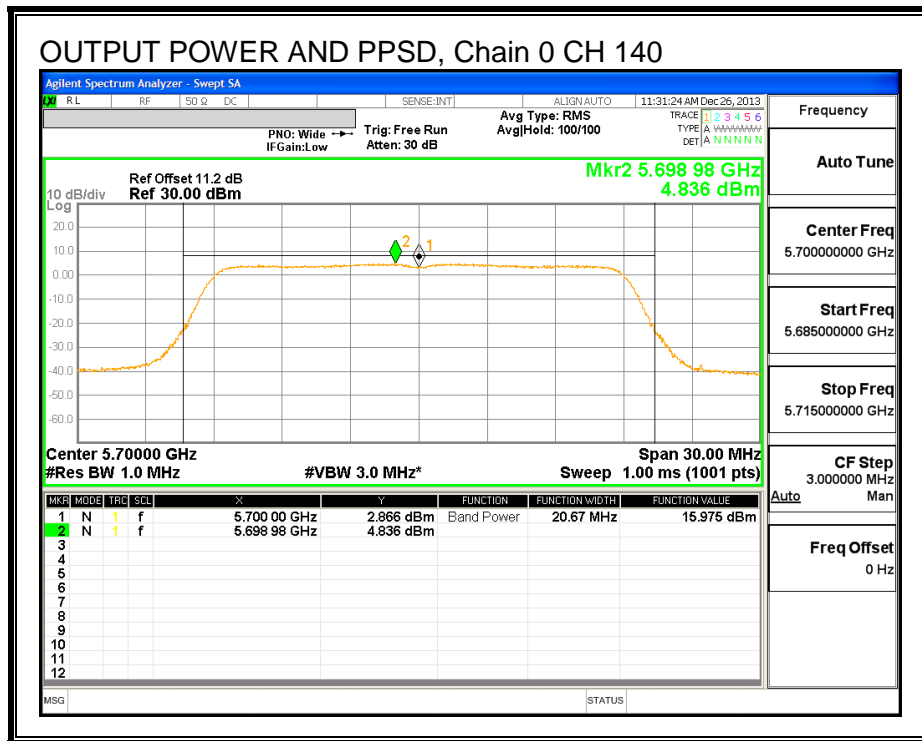 OUTPUT POWER AND PPSD, Chain 0 CH 140
Agilent Spectrum Analyzer - Swept SA
LXI RL RF 50 Ω DC SENSE:INT ALIGN AUTO 11:31:24 AM Dec 26, 2013
PNO: Wide
IFGain:Low
Trig: Free Run
Atten: 30 dB
Avg Type: RMS
Avg|Hold: 100/100
TRACE 1 2 3 4 5 6
TYPE A WWWWWW
DET A N N N N N
Mkr2 5.698 98 GHz
4.836 dBm
Ref Offset 11.2 dB
10 dB/div Ref 30.00 dBm
Log
20.0
10.0
0.00
-10.0
-20.0
-30.0
-40.0
-50.0
-60.0
2 1
Center 5.70000 GHz Span 30.00 MHz
#Res BW 1.0 MHz #VBW 3.0 MHz* Sweep 1.00 ms (1001 pts)
MKR MODE TRC SCL X Y FUNCTION FUNCTION WIDTH FUNCTION VALUE
1 N 1 f 5.700 00 GHz 2.866 dBm Band Power 20.67 MHz 15.975 dBm
2 N 1 f 5.698 98 GHz 4.836 dBm
3
4
5
6
7
8
9
10
11
12
MSG STATUS
Frequency
Auto Tune
Center Freq
5.700000000 GHz
Start Freq
5.685000000 GHz
Stop Freq
5.715000000 GHz
CF Step
3.000000 MHz
Auto Man
Freq Offset
0 Hz